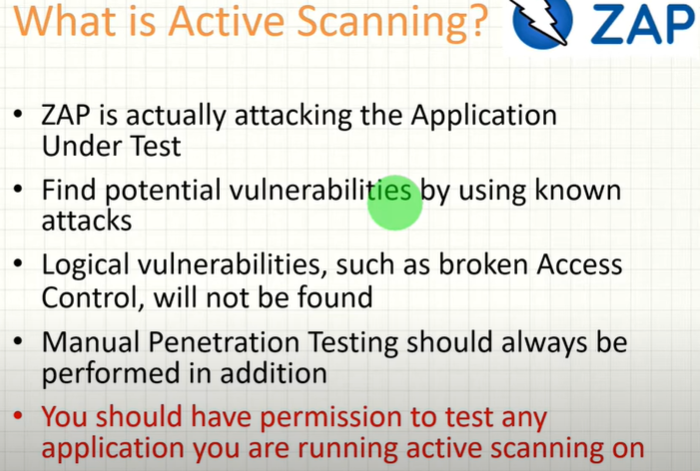 What is Active Scanning?
ZAP
• ZAP is actually attacking the Application
Under Test
• Find potential vulnerabilities by using known
attacks
• Logical vulnerabilities, such as broken Access
Control, will not be found
• Manual Penetration Testing should always be
performed in addition
• You should have permission to test any
application you are running active scanning on